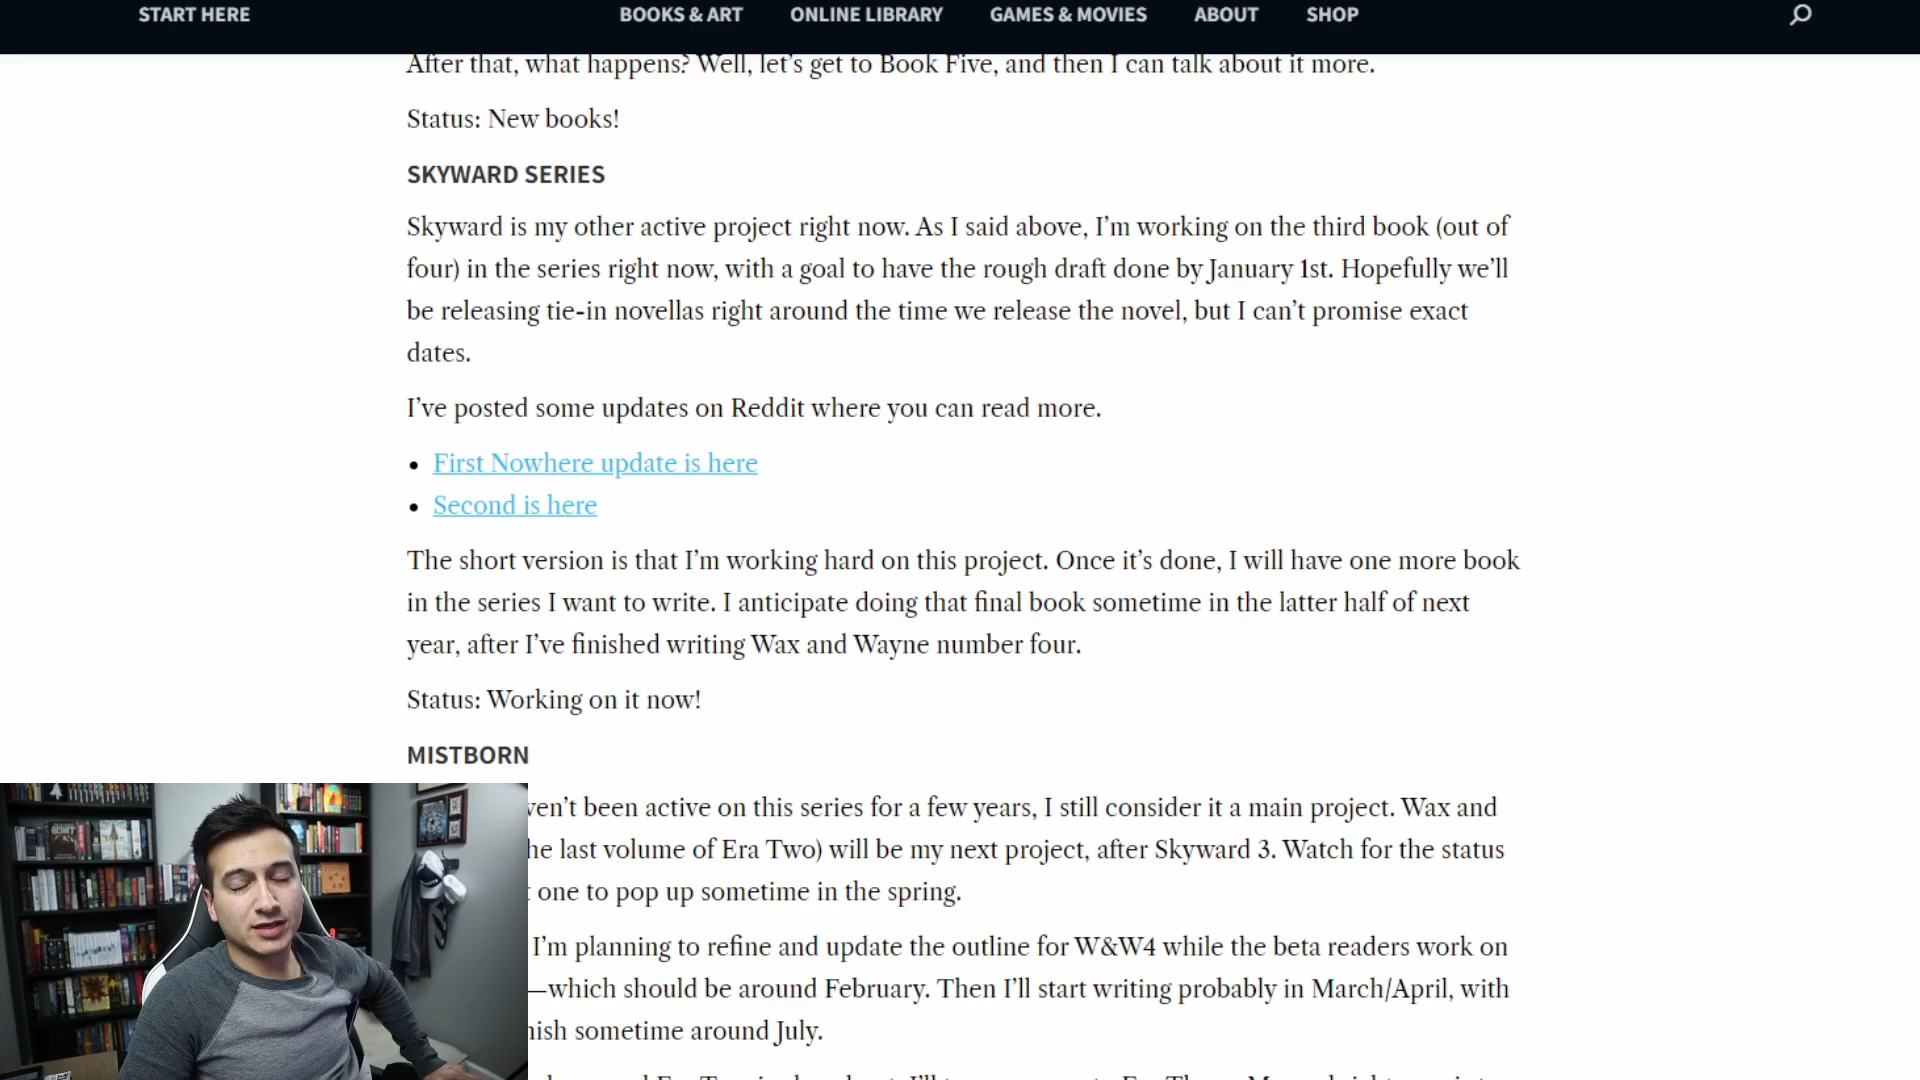 START HERE BOOKS & ART ONLINE LIBRARY GAMES & MOVIES ABOUT SHOP
After that, what happens? Well, let’s get to Book Five, and then I can talk about it more.
Status: New books!
SKYWARD SERIES
Skyward is my other active project right now. As I said above, I’m working on the third book (out of
four) in the series right now, with a goal to have the rough draft done by January 1st. Hopefully we’ll
be releasing tie-in novellas right around the time we release the novel, but I can’t promise exact
dates.
I’ve posted some updates on Reddit where you can read more.
• First Nowhere update is here
• Second is here
The short version is that I’m working hard on this project. Once it’s done, I will have one more book
in the series I want to write. I anticipate doing that final book sometime in the latter half of next
year, after I’ve finished writing Wax and Wayne number four.
Status: Working on it now!
MISTBORN
ven’t been active on this series for a few years, I still consider it a main project. Wax and
he last volume of Era Two) will be my next project, after Skyward 3. Watch for the status
one to pop up sometime in the spring.
I’m planning to refine and update the outline for W&W4 while the beta readers work on
—which should be around February. Then I’ll start writing probably in March/April, with
nish sometime around July.